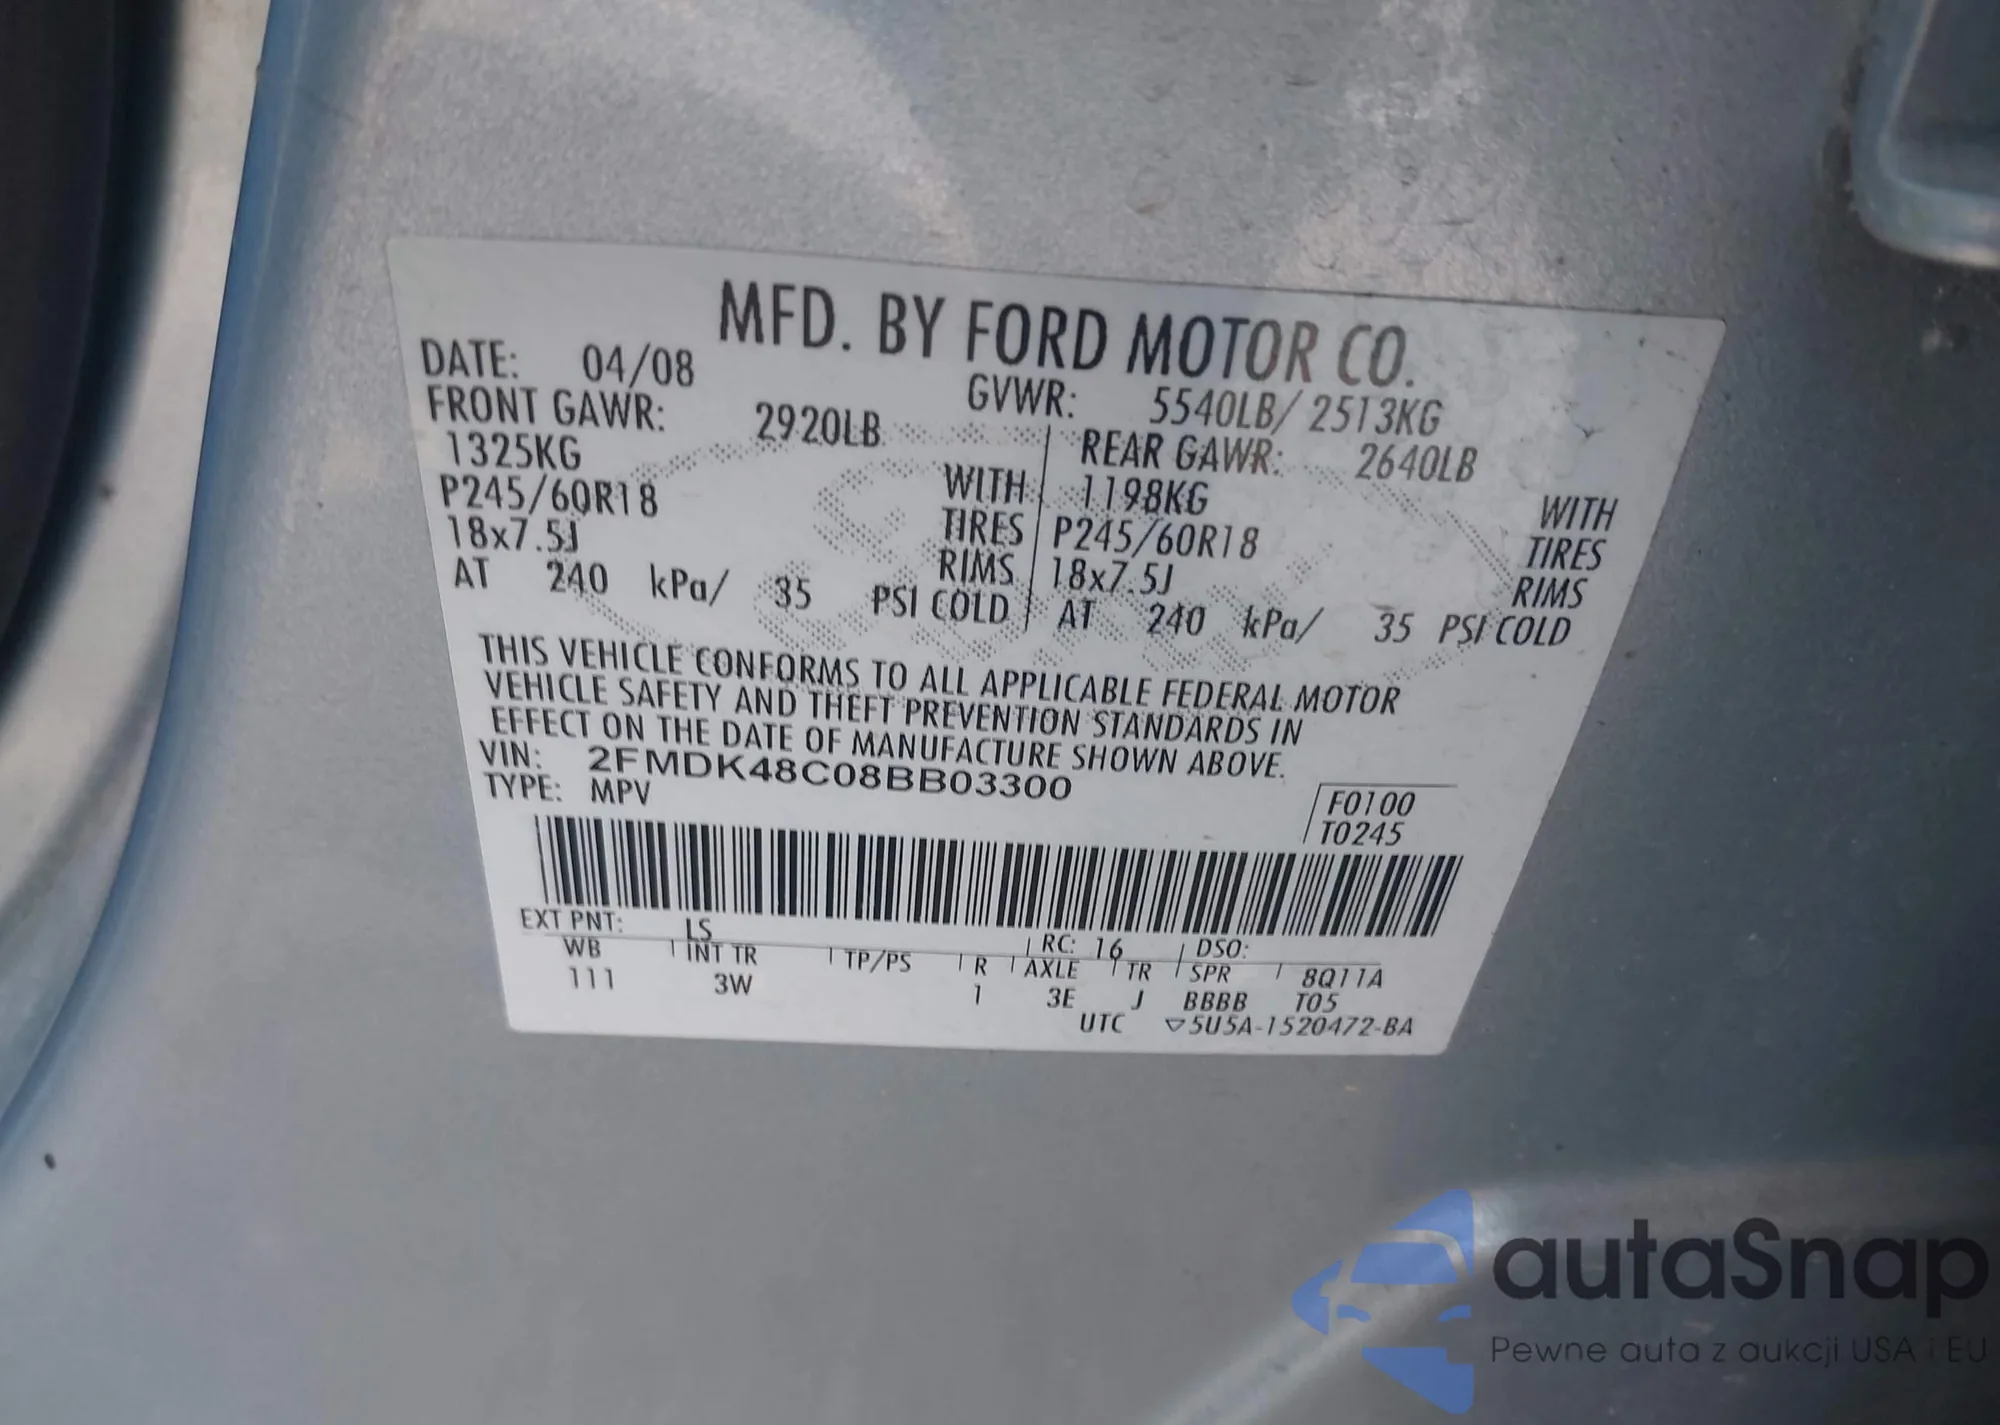 MFD. BY FORD MOTOR CO.
DATE: 04/08 GVWR: 5540LB/ 2513KG
FRONT GAWR: 2920LB REAR GAWR: 2640LB
1325KG WITH 1198KG WITH
P245/60R18 TIRES P245/60R18 TIRES
18x7.5J RIMS 18x7.5J RIMS
AT 240 kPa/ 35 PSI COLD AT 240 kPa/ 35 PSI COLD
THIS VEHICLE CONFORMS TO ALL APPLICABLE FEDERAL MOTOR
VEHICLE SAFETY AND THEFT PREVENTION STANDARDS IN
EFFECT ON THE DATE OF MANUFACTURE SHOWN ABOVE.
VIN: 2FMDK48C08BB03300
TYPE: MPV
F0100
T0245
EXT PNT: LS RC: 16 DSO:
WB INT TR TP/PS R AXLE TR SPR 8Q11A
111 3W 1 3E J BBBB T05
UTC ▽5U5A-1520472-BA
autaSnap
Pewne auta z aukcji USA i EU